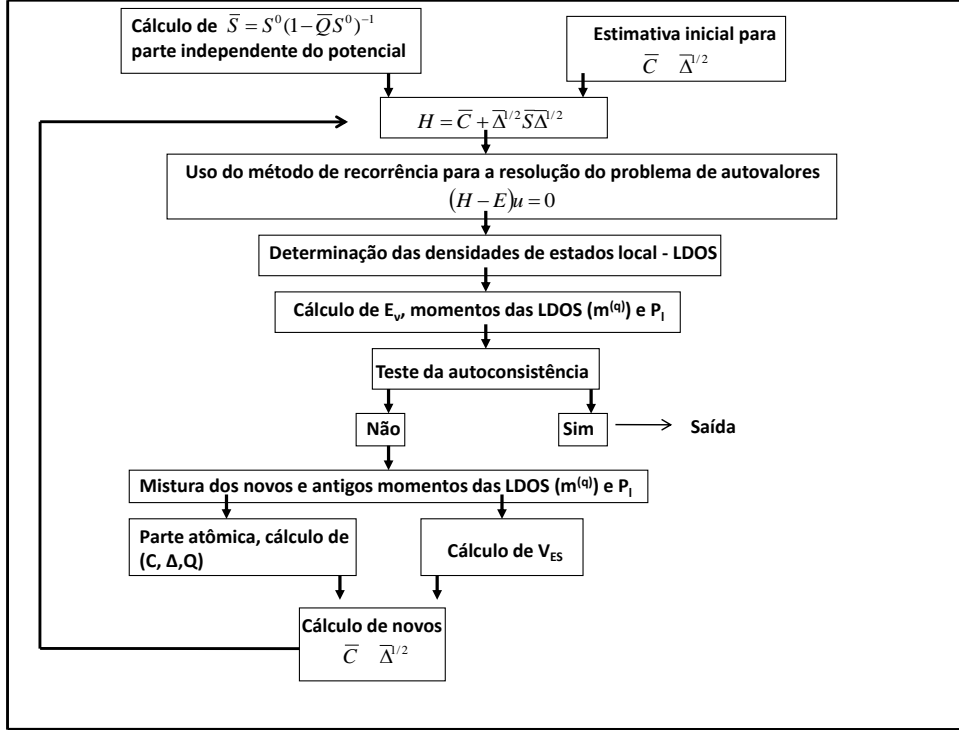 Cálculo de S̅ = S⁰(1−Q̅S⁰)⁻¹
parte independente do potencial
Estimativa inicial para
C̅ Δ̅^1/2
H = C̅ + Δ̅^1/2 S̅Δ̅^1/2
Uso do método de recorrência para a resolução do problema de autovalores
(H − E)u = 0
Determinação das densidades de estados local - LDOS
Cálculo de Eᵥ, momentos das LDOS (m^(q)) e P_l
Teste da autoconsistência
Não
Sim
Saída
Mistura dos novos e antigos momentos das LDOS (m^(q)) e P_l
Parte atômica, cálculo de
(C, Δ,Q)
Cálculo de V_ES
Cálculo de novos
C̅ Δ̅^1/2